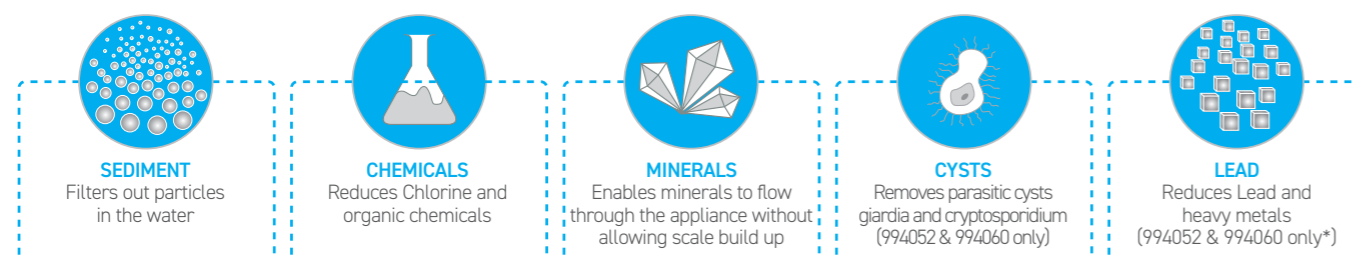 SEDIMENT
Filters out particles
in the water
CHEMICALS
Reduces Chlorine and
organic chemicals
MINERALS
Enables minerals to flow
through the appliance without
allowing scale build up
CYSTS
Removes parasitic cysts
giardia and cryptosporidium
(994052 & 994060 only)
LEAD
Reduces Lead and
heavy metals
(994052 & 994060 only*)